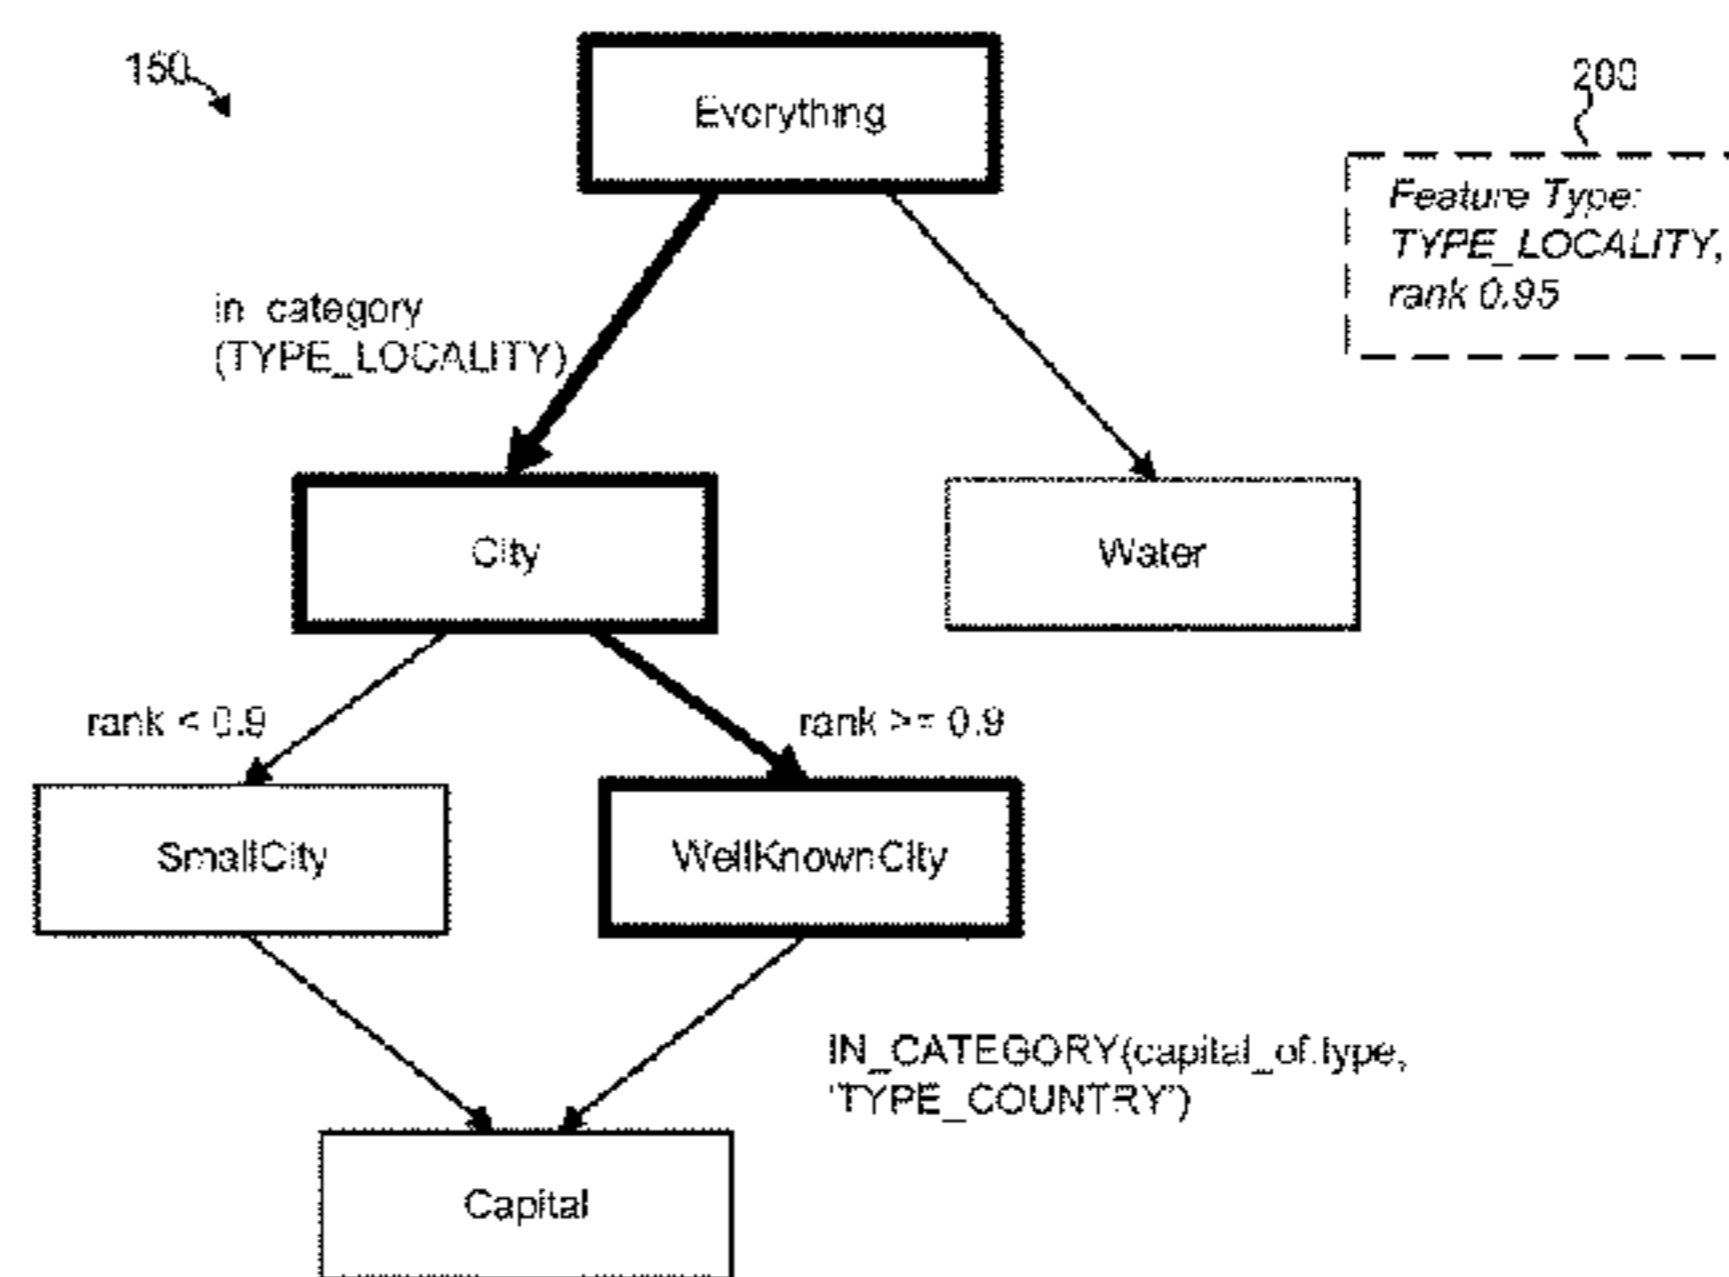 150
Everything
200
Feature Type:
TYPE_LOCALITY,
rank 0.95
in_category
(TYPE_LOCALITY)
City
Water
rank < 0.9
rank >= 0.9
SmallCity
WellKnownCity
IN_CATEGORY(capital_of.type,
'TYPE_COUNTRY')
Capital